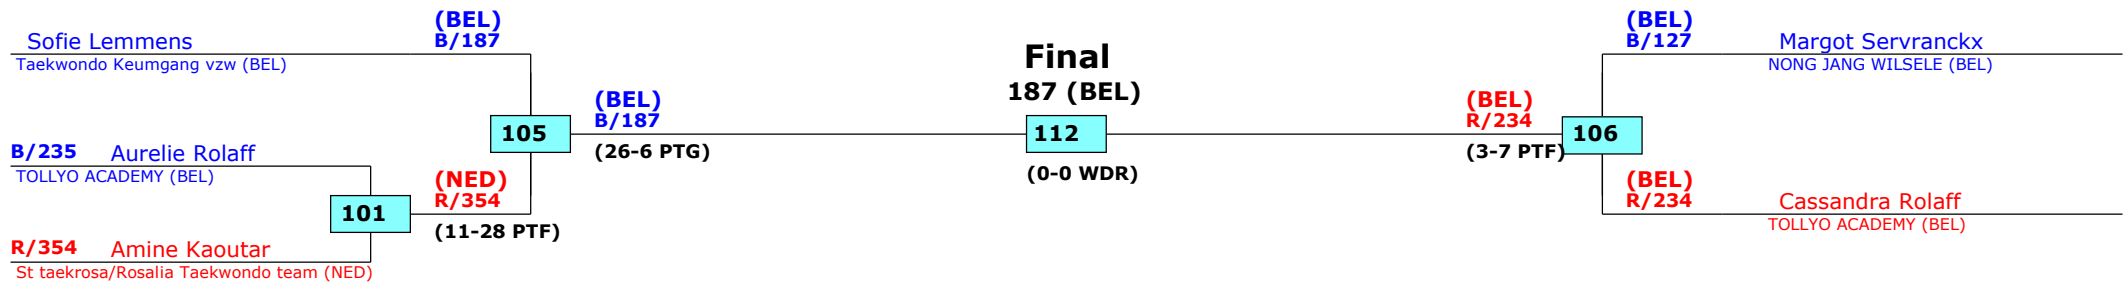 (BEL)
B/187
Sofie Lemmens
Taekwondo Keumgang vzw (BEL)
B/235 Aurelie Rolaff
TOLLYO ACADEMY (BEL)
R/354 Amine Kaoutar
St taekrosa/Rosalia Taekwondo team (NED)
101
(NED)
R/354
(11-28 PTF)
105
(BEL)
B/187
(26-6 PTG)
Final
187 (BEL)
112
(0-0 WDR)
(BEL)
R/234
(3-7 PTF)
106
(BEL)
B/127
Margot Servranckx
NONG JANG WILSELE (BEL)
(BEL)
R/234
Cassandra Rolaff
TOLLYO ACADEMY (BEL)